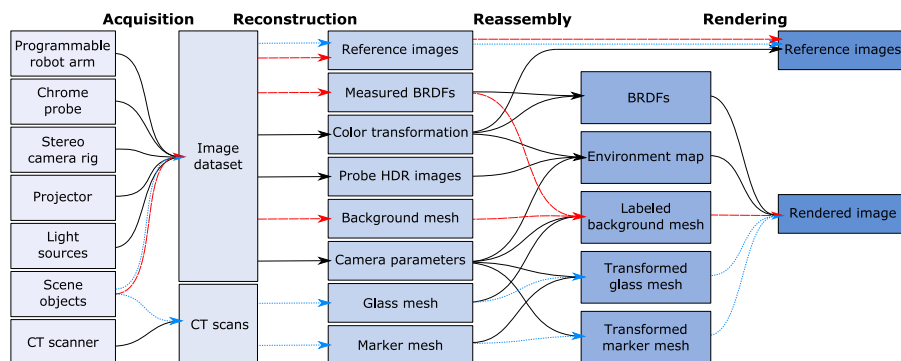 Acquisition
Reconstruction
Reassembly
Rendering
Programmable
robot arm
Chrome
probe
Stereo
camera rig
Projector
Light
sources
Scene
objects
CT scanner
Image
dataset
CT scans
Reference images
Measured BRDFs
Color transformation
Probe HDR images
Background mesh
Camera parameters
Glass mesh
Marker mesh
BRDFs
Environment map
Labeled
background mesh
Transformed
glass mesh
Transformed
marker mesh
Reference images
Rendered image